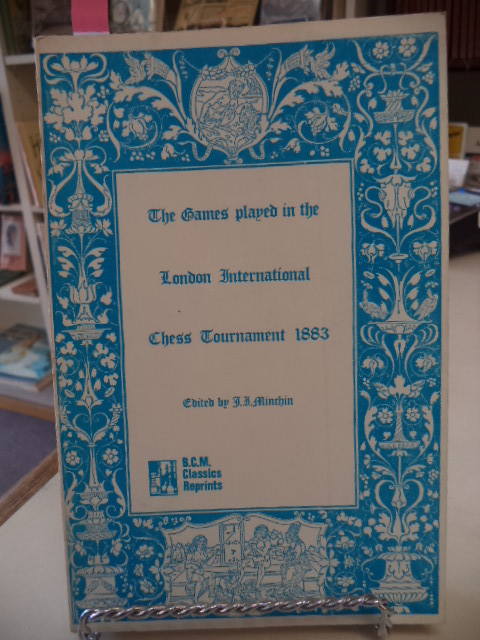 The Games played in the
London International
Chess Tournament 1883
Edited by J.I. Minchin
B.C.M.
Classics
Reprints